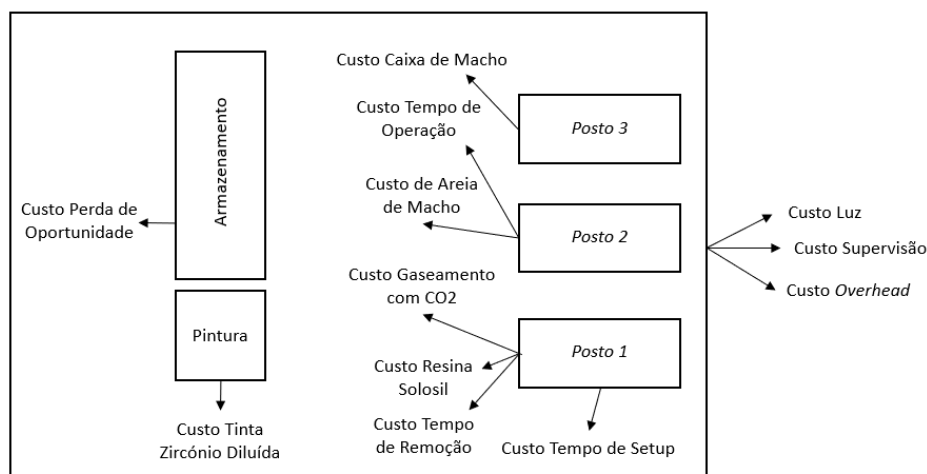 Armazenamento
Custo Perda de
Oportunidade
Pintura
Custo Tinta
Zircónio Diluída
Custo Caixa de Macho
Custo Tempo de
Operação
Custo de Areia
de Macho
Custo Gaseamento
com CO2
Custo Resina
Solosil
Custo Tempo
de Remoção
Posto 3
Posto 2
Posto 1
Custo Tempo de Setup
Custo Luz
Custo Supervisão
Custo Overhead